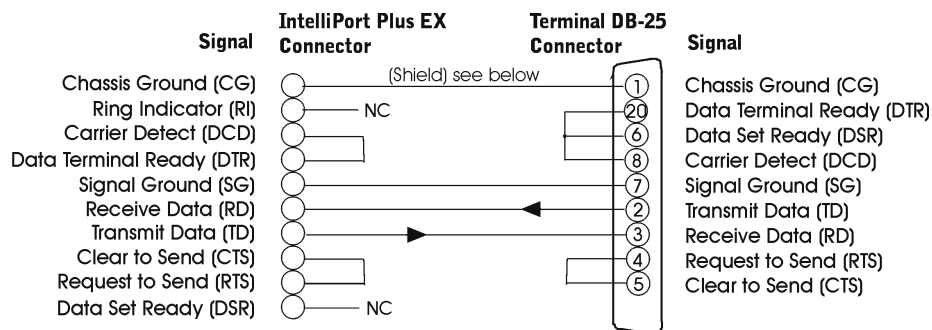 IntelliPort Plus EX Terminal DB-25
Signal Connector Connector Signal
Chassis Ground (CG) (Shield) see below 1 Chassis Ground (CG)
Ring Indicator (RI) NC 20 Data Terminal Ready (DTR)
Carrier Detect (DCD) 6 Data Set Ready (DSR)
Data Terminal Ready (DTR) 8 Carrier Detect (DCD)
Signal Ground (SG) 7 Signal Ground (SG)
Receive Data (RD) 2 Transmit Data (TD)
Transmit Data (TD) 3 Receive Data (RD)
Clear to Send (CTS) 4 Request to Send (RTS)
Request to Send (RTS) 5 Clear to Send (CTS)
Data Set Ready (DSR) NC